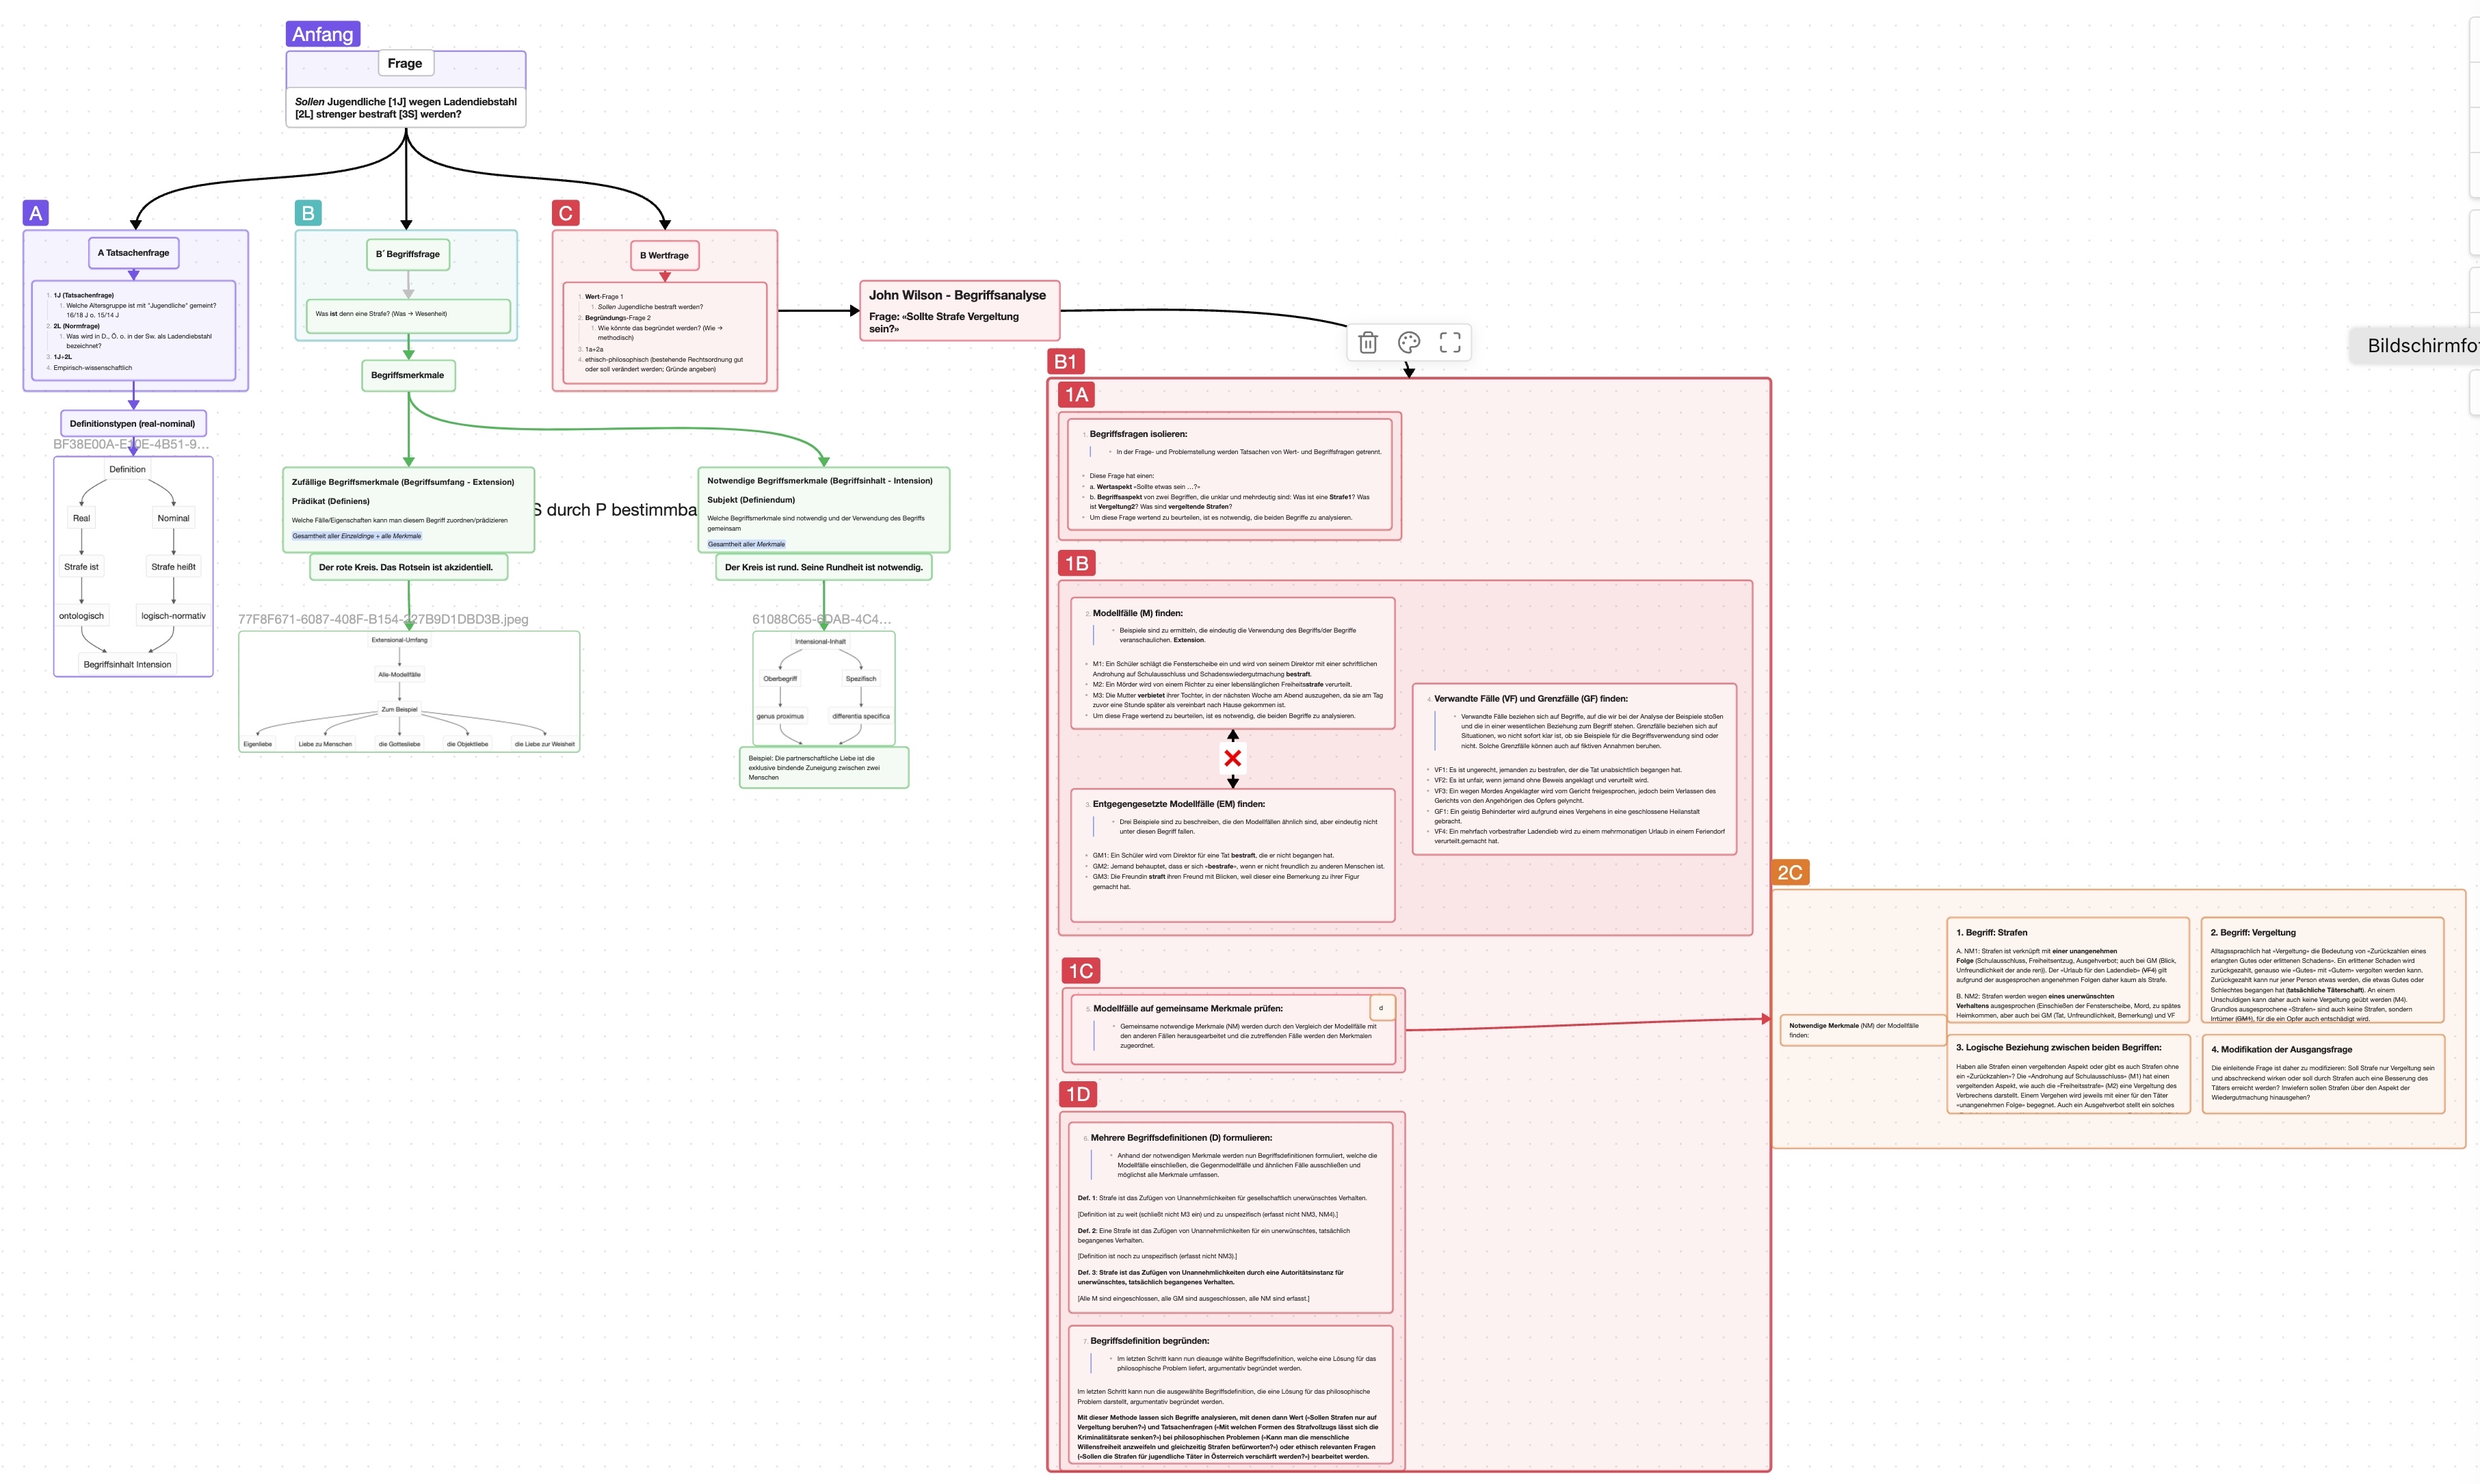 Anfang
Frage
Sollen Jugendliche [1J] wegen Ladendiebstahl
[2L] strenger bestraft [3S] werden?
A
A Tatsachenfrage
1. 1J (Tatsachenfrage)
1. Welche Altersgruppe ist mit "Jugendliche" gemeint?
16/18 J o. 15/14 J
2. 2L (Normfrage)
1. Was wird in D., Ö. o. in der Sw. als Ladendiebstahl
bezeichnet?
3. 1J+2L
4. Empirisch-wissenschaftlich
Definitionstypen (real-nominal)
BF38E00A-E10E-4B51-9...
Definition
Real
Nominal
Strafe ist
Strafe heißt
ontologisch
logisch-normativ
Begriffsinhalt Intension
B
B´ Begriffsfrage
Was ist denn eine Strafe? (Was → Wesenheit)
Begriffsmerkmale
Zufällige Begriffsmerkmale (Begriffsumfang - Extension)
Prädikat (Definiens)
Welche Fälle/Eigenschaften kann man diesem Begriff zuordnen/prädizieren
Gesamtheit aller Einzeldinge + alle Merkmale
Der rote Kreis. Das Rotsein ist akzidentiell.
77F8F671-6087-408F-B154-227B9D1DBD3B.jpeg
Extensional-Umfang
Alle-Modellfälle
Zum Beispiel
Eigenliebe
Liebe zu Menschen
die Gottesliebe
die Objektliebe
die Liebe zur Weisheit
S durch P bestimmba
Notwendige Begriffsmerkmale (Begriffsinhalt - Intension)
Subjekt (Definiendum)
Welche Begriffsmerkmale sind notwendig und der Verwendung des Begriffs
gemeinsam
Gesamtheit aller Merkmale
Der Kreis ist rund. Seine Rundheit ist notwendig.
61088C65-6DAB-4C4...
Intensional-Inhalt
Oberbegriff
Spezifisch
genus proximus
differentia specifica
Beispiel: Die partnerschaftliche Liebe ist die
exklusive bindende Zuneigung zwischen zwei
Menschen
C
B Wertfrage
1. Wert-Frage 1
1. Sollen Jugendliche bestraft werden?
2. Begründungs-Frage 2
1. Wie könnte das begründet werden? (Wie →
methodisch)
3. 1a+2a
4. ethisch-philosophisch (bestehende Rechtsordnung gut
oder soll verändert werden; Gründe angeben)
John Wilson - Begriffsanalyse
Frage: «Sollte Strafe Vergeltung
sein?»
Bildschirmfo
B1
1A
1. Begriffsfragen isolieren:
In der Frage- und Problemstellung werden Tatsachen von Wert- und Begriffsfragen getrennt.
Diese Frage hat einen:
a. Wertaspekt «Sollte etwas sein …?»
b. Begriffsaspekt von zwei Begriffen, die unklar und mehrdeutig sind: Was ist eine Strafe1? Was
ist Vergeltung2? Was sind vergeltende Strafen?
Um diese Frage wertend zu beurteilen, ist es notwendig, die beiden Begriffe zu analysieren.
1B
2. Modellfälle (M) finden:
Beispiele sind zu ermitteln, die eindeutig die Verwendung des Begriffs/der Begriffe
veranschaulichen. Extension.
M1: Ein Schüler schlägt die Fensterscheibe ein und wird von seinem Direktor mit einer schriftlichen
Androhung auf Schulausschluss und Schadenswiedergutmachung bestraft.
M2: Ein Mörder wird von einem Richter zu einer lebenslänglichen Freiheitsstrafe verurteilt.
M3: Die Mutter verbietet ihrer Tochter, in der nächsten Woche am Abend auszugehen, da sie am Tag
zuvor eine Stunde später als vereinbart nach Hause gekommen ist.
Um diese Frage wertend zu beurteilen, ist es notwendig, die beiden Begriffe zu analysieren.
3. Entgegengesetzte Modellfälle (EM) finden:
Drei Beispiele sind zu beschreiben, die den Modellfällen ähnlich sind, aber eindeutig nicht
unter diesen Begriff fallen.
GM1: Ein Schüler wird vom Direktor für eine Tat bestraft, die er nicht begangen hat.
GM2: Jemand behauptet, dass er sich «bestrafe», wenn er nicht freundlich zu anderen Menschen ist.
GM3: Die Freundin straft ihren Freund mit Blicken, weil dieser eine Bemerkung zu ihrer Figur
gemacht hat.
4. Verwandte Fälle (VF) und Grenzfälle (GF) finden:
Verwandte Fälle beziehen sich auf Begriffe, auf die wir bei der Analyse der Beispiele stoßen
und die in einer wesentlichen Beziehung zum Begriff stehen. Grenzfälle beziehen sich auf
Situationen, wo nicht sofort klar ist, ob sie Beispiele für die Begriffsverwendung sind oder
nicht. Solche Grenzfälle können auch auf fiktiven Annahmen beruhen.
VF1: Es ist ungerecht, jemanden zu bestrafen, der die Tat unabsichtlich begangen hat.
VF2: Es ist unfair, wenn jemand ohne Beweis angeklagt und verurteilt wird.
VF3: Ein wegen Mordes Angeklagter wird vom Gericht freigesprochen, jedoch beim Verlassen des
Gerichts von den Angehörigen des Opfers gelyncht.
GF1: Ein geistig Behinderter wird aufgrund eines Vergehens in eine geschlossene Heilanstalt
gebracht.
VF4: Ein mehrfach vorbestrafter Ladendieb wird zu einem mehrmonatigen Urlaub in einem Feriendorf
verurteilt.gemacht hat.
1C
5. Modellfälle auf gemeinsame Merkmale prüfen:
d
Gemeinsame notwendige Merkmale (NM) werden durch den Vergleich der Modellfälle mit
den anderen Fällen herausgearbeitet und die zutreffenden Fälle werden den Merkmalen
zugeordnet.
1D
6. Mehrere Begriffsdefinitionen (D) formulieren:
Anhand der notwendigen Merkmale werden nun Begriffsdefinitionen formuliert, welche die
Modellfälle einschließen, die Gegenmodellfälle und ähnlichen Fälle ausschließen und
möglichst alle Merkmale umfassen.
Def. 1: Strafe ist das Zufügen von Unannehmlichkeiten für gesellschaftlich unerwünschtes Verhalten.
[Definition ist zu weit (schließt nicht M3 ein) und zu unspezifisch (erfasst nicht NM3, NM4).]
Def. 2: Eine Strafe ist das Zufügen von Unannehmlichkeiten für ein unerwünschtes, tatsächlich
begangenes Verhalten.
[Definition ist noch zu unspezifisch (erfasst nicht NM3).]
Def. 3: Strafe ist das Zufügen von Unannehmlichkeiten durch eine Autoritätsinstanz für
unerwünschtes, tatsächlich begangenes Verhalten.
[Alle M sind eingeschlossen, alle GM sind ausgeschlossen, alle NM sind erfasst.]
7. Begriffsdefinition begründen:
Im letzten Schritt kann nun dieausge wählte Begriffsdefinition, welche eine Lösung für das
philosophische Problem liefert, argumentativ begründet werden.
Im letzten Schritt kann nun die ausgewählte Begriffsdefinition, die eine Lösung für das philosophische
Problem darstellt, argumentativ begründet werden.
Mit dieser Methode lassen sich Begriffe analysieren, mit denen dann Wert («Sollen Strafen nur auf
Vergeltung beruhen?») und Tatsachenfragen («Mit welchen Formen des Strafvollzugs lässt sich die
Kriminalitätsrate senken?») bei philosophischen Problemen («Kann man die menschliche
Willensfreiheit anzweifeln und gleichzeitig Strafen befürworten?») oder ethisch relevanten Fragen
(«Sollen die Strafen für jugendliche Täter in Österreich verschärft werden?») bearbeitet werden.
2C
Notwendige Merkmale (NM) der Modellfälle
finden:
1. Begriff: Strafen
A. NM1: Strafen ist verknüpft mit einer unangenehmen
Folge (Schulausschluss, Freiheitsentzug, Ausgehverbot; auch bei GM (Blick,
Unfreundlichkeit der ande ren)). Der «Urlaub für den Ladendieb» (VF4) gilt
aufgrund der ausgesprochen angenehmen Folgen daher kaum als Strafe.
B. NM2: Strafen werden wegen eines unerwünschten
Verhaltens ausgesprochen (Einschießen der Fensterscheibe, Mord, zu spätes
Heimkommen, aber auch bei GM (Tat, Unfreundlichkeit, Bemerkung) und VF
2. Begriff: Vergeltung
Alltagssprachlich hat «Vergeltung» die Bedeutung von «Zurückzahlen eines
erlangten Gutes oder erlittenen Schadens». Ein erlittener Schaden wird
zurückgezahlt, genauso wie «Gutes» mit «Gutem» vergolten werden kann.
Zurückgezahlt kann nur jener Person etwas werden, die etwas Gutes oder
Schlechtes begangen hat (tatsächliche Täterschaft). An einem
Unschuldigen kann daher auch keine Vergeltung geübt werden (M4).
Grundlos ausgesprochene «Strafen» sind auch keine Strafen, sondern
Irrtümer (GM1), für die ein Opfer auch entschädigt wird.
3. Logische Beziehung zwischen beiden Begriffen:
Haben alle Strafen einen vergeltenden Aspekt oder gibt es auch Strafen ohne
ein «Zurückzahlen»? Die «Androhung auf Schulausschluss» (M1) hat einen
vergeltenden Aspekt, wie auch die «Freiheitsstrafe» (M2) eine Vergeltung des
Verbrechens darstellt. Einem Vergehen wird jeweils mit einer für den Täter
«unangenehmen Folge» begegnet. Auch ein Ausgehverbot stellt ein solches
4. Modifikation der Ausgangsfrage
Die einleitende Frage ist daher zu modifizieren: Soll Strafe nur Vergeltung sein
und abschreckend wirken oder soll durch Strafen auch eine Besserung des
Täters erreicht werden? Inwiefern sollen Strafen über den Aspekt der
Wiedergutmachung hinausgehen?